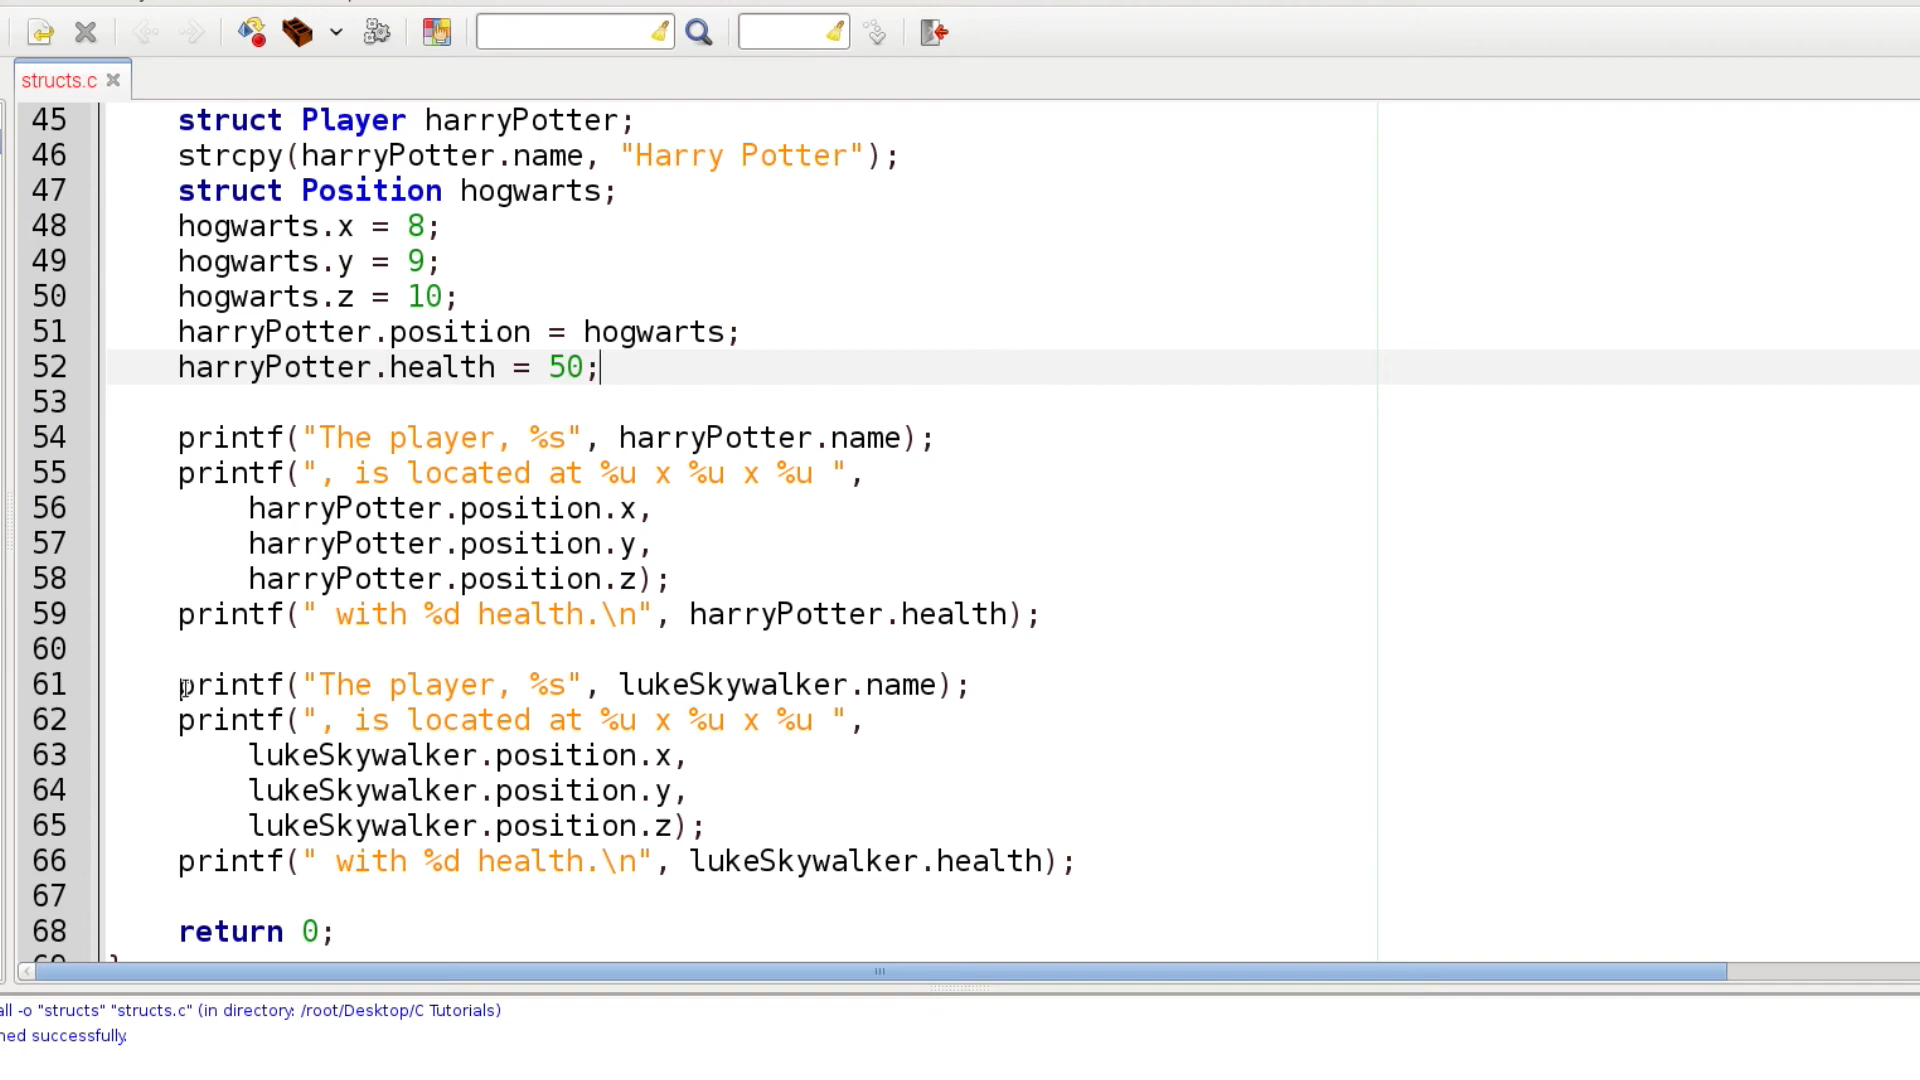 structs.c
45 struct Player harryPotter;
46 strcpy(harryPotter.name, "Harry Potter");
47 struct Position hogwarts;
48 hogwarts.x = 8;
49 hogwarts.y = 9;
50 hogwarts.z = 10;
51 harryPotter.position = hogwarts;
52 harryPotter.health = 50;
53
54 printf("The player, %s", harryPotter.name);
55 printf(", is located at %u x %u x %u ",
56 harryPotter.position.x,
57 harryPotter.position.y,
58 harryPotter.position.z);
59 printf(" with %d health.\n", harryPotter.health);
60
61 printf("The player, %s", lukeSkywalker.name);
62 printf(", is located at %u x %u x %u ",
63 lukeSkywalker.position.x,
64 lukeSkywalker.position.y,
65 lukeSkywalker.position.z);
66 printf(" with %d health.\n", lukeSkywalker.health);
67
68 return 0;
all -o "structs" "structs.c" (in directory: /root/Desktop/C Tutorials)
hed successfully.